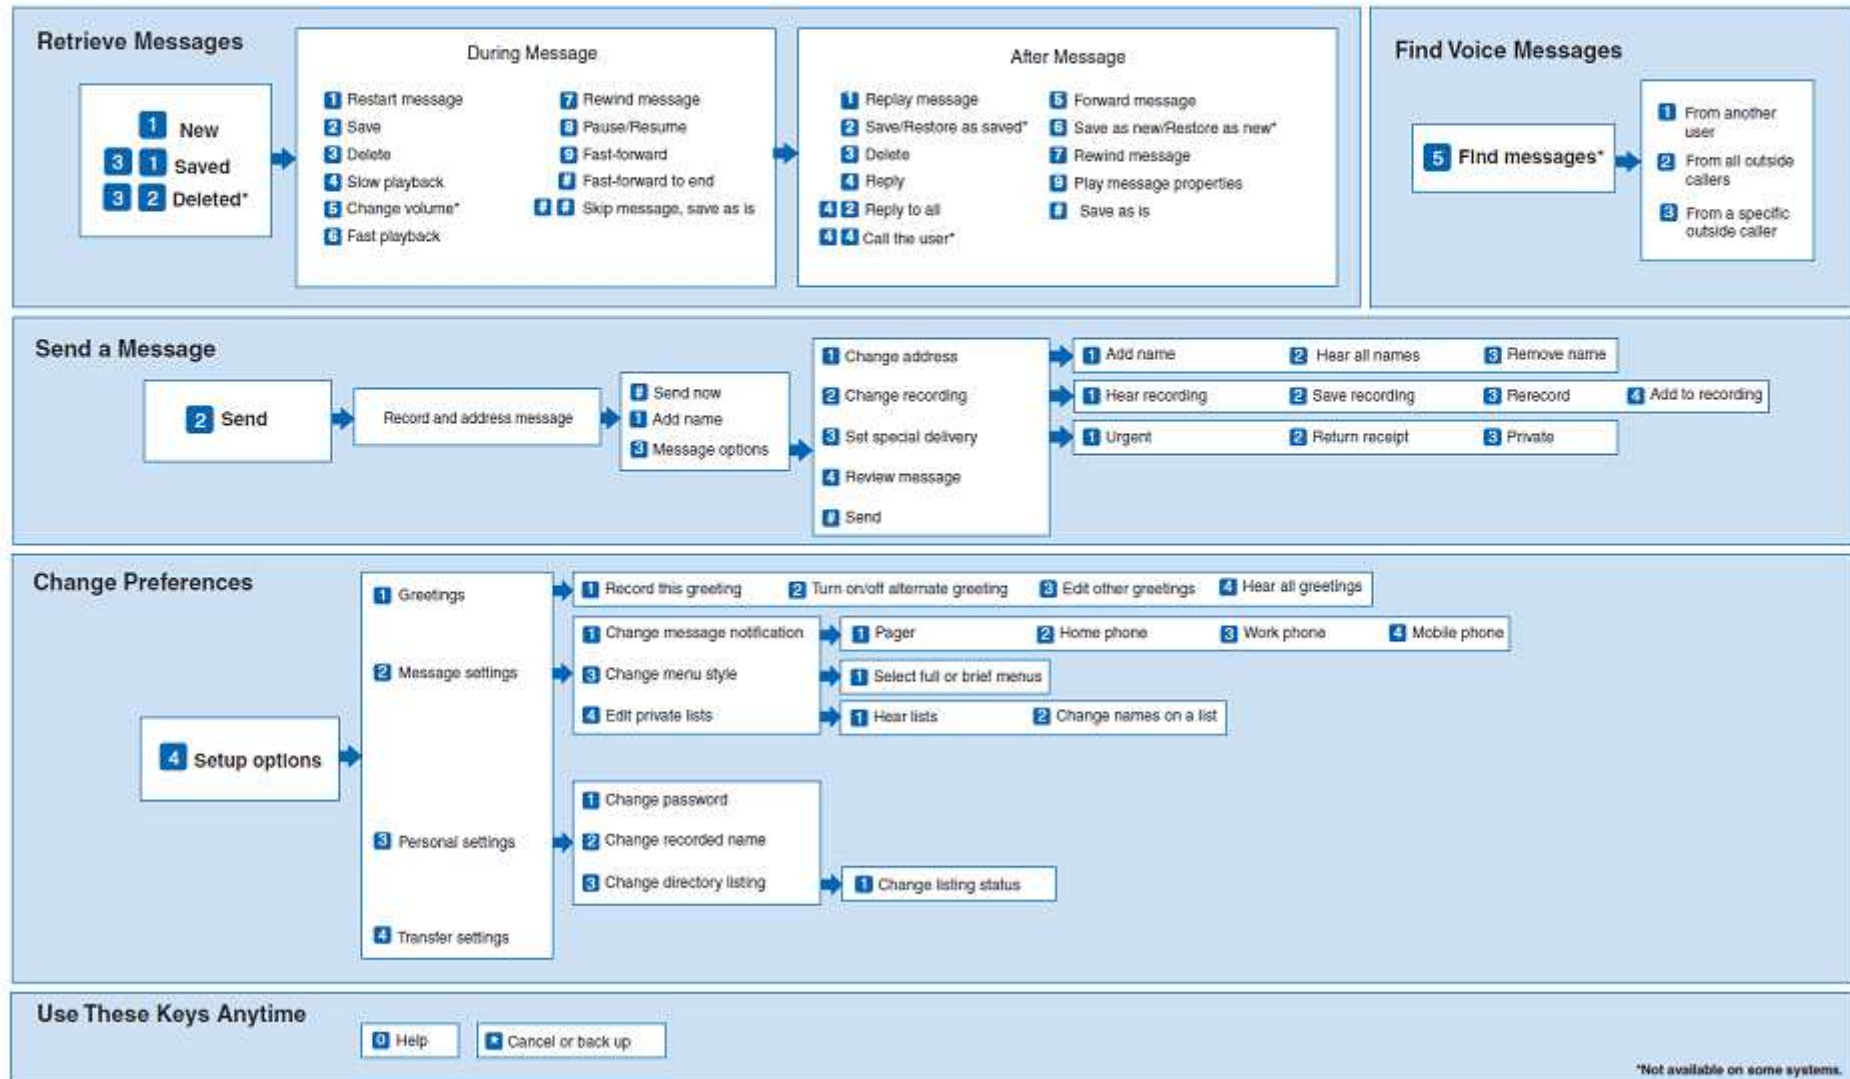 Retrieve Messages
1 New
3 1 Saved
3 2 Deleted*
During Message
1 Restart message
2 Save
3 Delete
4 Slow playback
5 Change volume*
6 Fast playback
7 Rewind message
8 Pause/Resume
9 Fast-forward
# Fast-forward to end
# # Skip message, save as is
After Message
1 Replay message
2 Save/Restore as saved*
3 Delete
4 Reply
4 2 Reply to all
4 4 Call the user*
5 Forward message
6 Save as new/Restore as new*
7 Rewind message
9 Play message properties
# Save as is
Find Voice Messages
5 Find messages*
1 From another
user
2 From all outside
callers
3 From a specific
outside caller
Send a Message
2 Send
Record and address message
# Send now
1 Add name
3 Message options
1 Change address
1 Add name 2 Hear all names 3 Remove name
2 Change recording
1 Hear recording 2 Save recording 3 Rerecord 4 Add to recording
3 Set special delivery
1 Urgent 2 Return receipt 3 Private
4 Review message
# Send
Change Preferences
4 Setup options
1 Greetings
1 Record this greeting 2 Turn on/off alternate greeting 3 Edit other greetings 4 Hear all greetings
2 Message settings
1 Change message notification
1 Pager 2 Home phone 3 Work phone 4 Mobile phone
3 Change menu style
1 Select full or brief menus
4 Edit private lists
1 Hear lists 2 Change names on a list
3 Personal settings
1 Change password
2 Change recorded name
3 Change directory listing
1 Change listing status
4 Transfer settings
Use These Keys Anytime
0 Help
* Cancel or back up
*Not available on some systems.